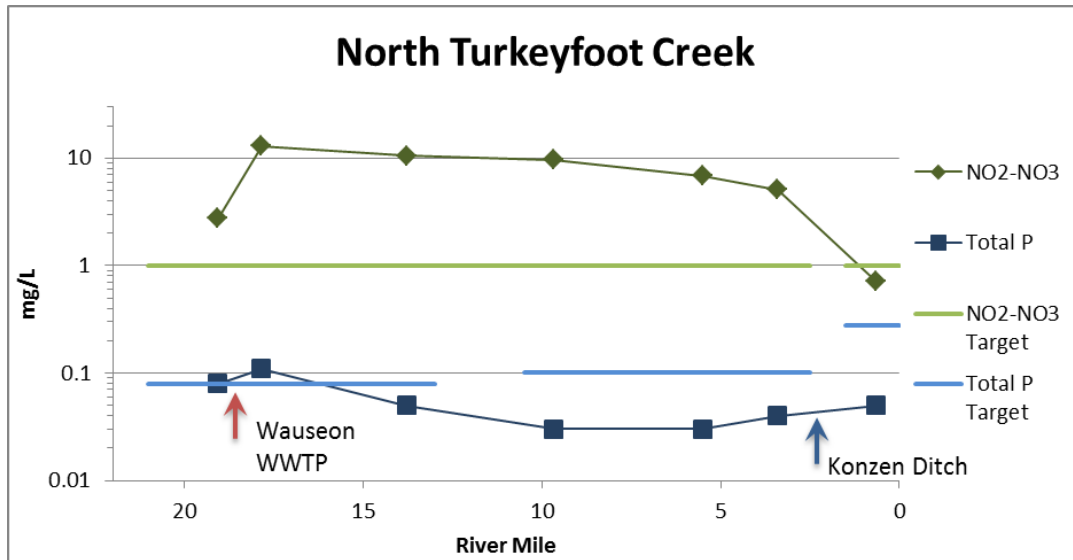 North Turkeyfoot Creek
10
1
0.1
0.01
mg/L
20
15
10
5
0
River Mile
Wauseon
WWTP
Konzen Ditch
NO2-NO3
Total P
NO2-NO3
Target
Total P
Target